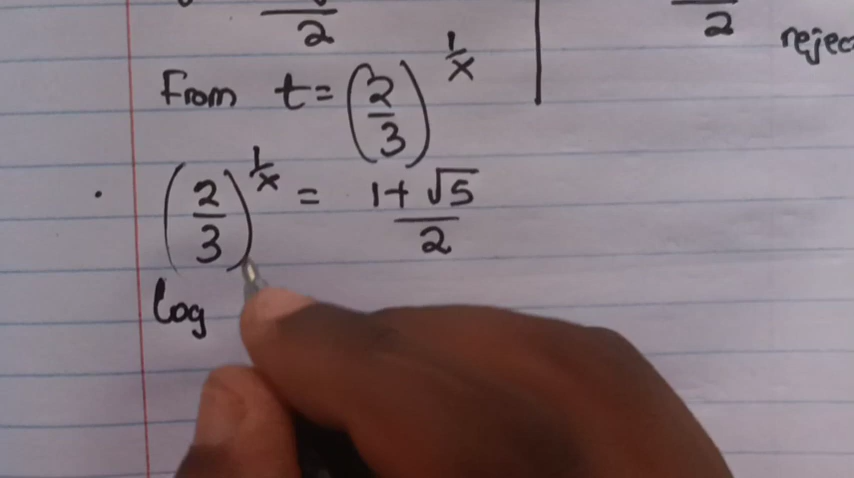 2 2 rejec
From t = (2/3)^(1/x)
(2/3)^(1/x) = 1+√5/2
log